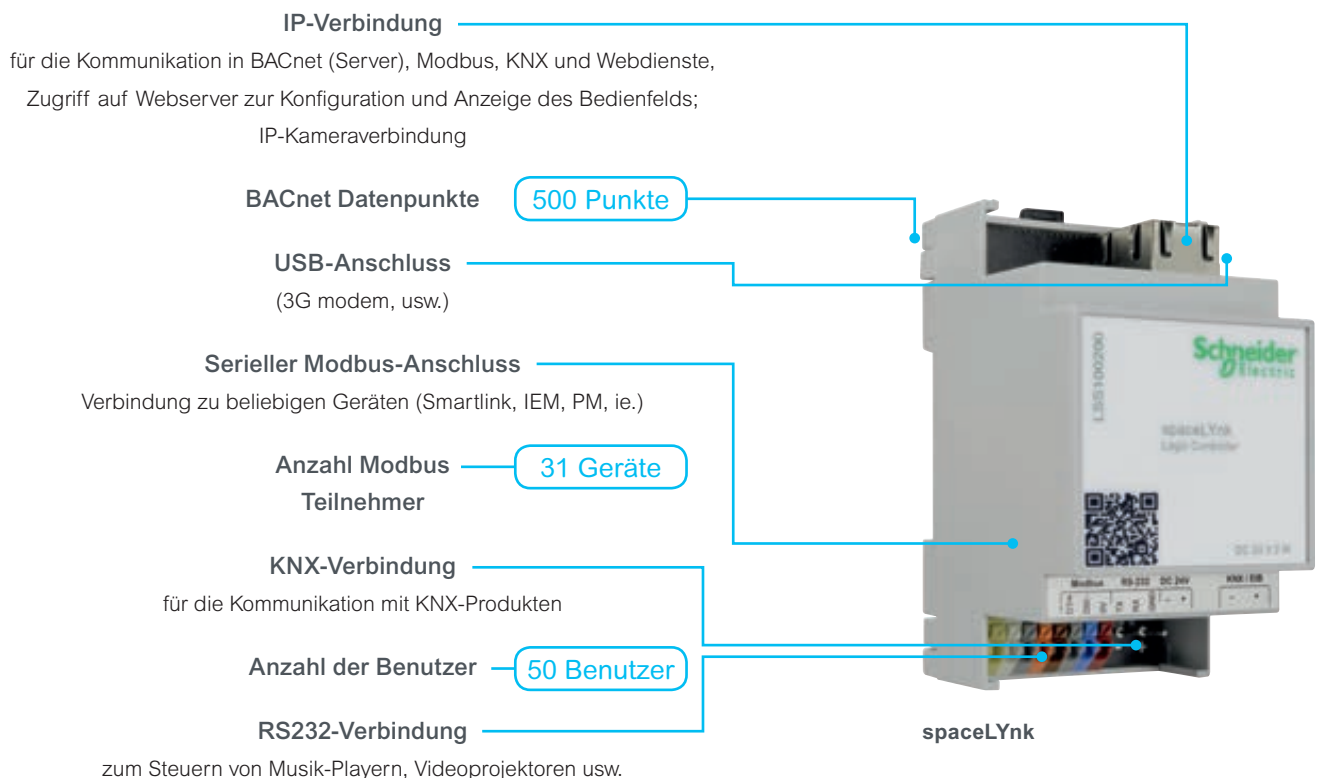 IP-Verbindung
für die Kommunikation in BACnet (Server), Modbus, KNX und Webdienste,
Zugriff auf Webserver zur Konfiguration und Anzeige des Bedienfelds;
IP-Kameraverbindung
BACnet Datenpunkte 500 Punkte
USB-Anschluss
(3G modem, usw.)
Serieller Modbus-Anschluss
Verbindung zu beliebigen Geräten (Smartlink, IEM, PM, ie.)
Anzahl Modbus 31 Geräte
Teilnehmer
KNX-Verbindung
für die Kommunikation mit KNX-Produkten
Anzahl der Benutzer 50 Benutzer
RS232-Verbindung
zum Steuern von Musik-Playern, Videoprojektoren usw.
LSS100200
Schneider
Electric
spaceLYnk
Logic Controller
Modbus RS-232 DC 24V KNX / EIB
TX RX GND - + - +
spaceLYnk